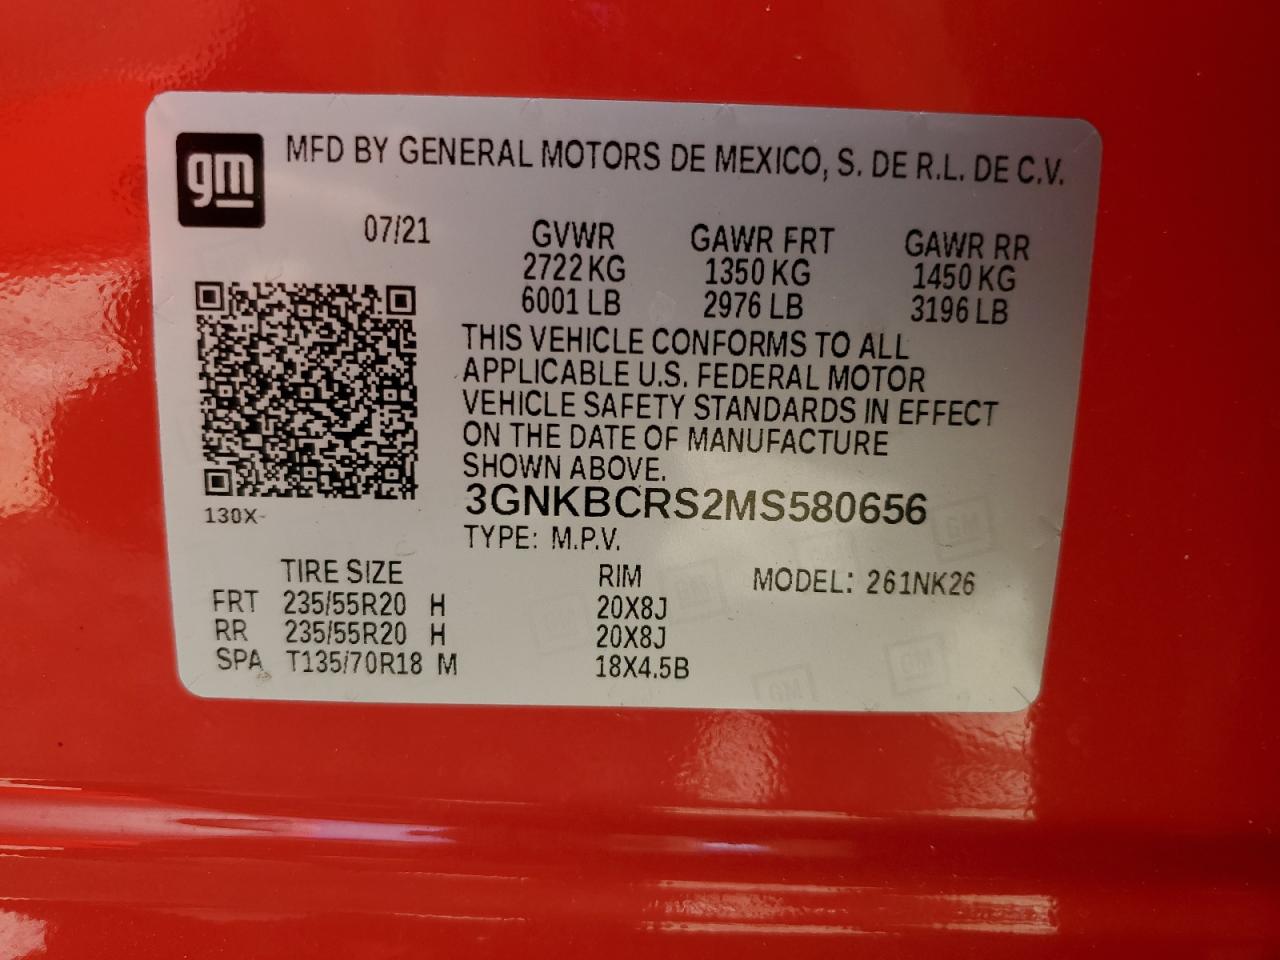 gm MFD BY GENERAL MOTORS DE MEXICO, S. DE R.L. DE C.V.
07/21 GVWR GAWR FRT GAWR RR
2722 KG 1350 KG 1450 KG
6001 LB 2976 LB 3196 LB
THIS VEHICLE CONFORMS TO ALL
APPLICABLE U.S. FEDERAL MOTOR
VEHICLE SAFETY STANDARDS IN EFFECT
ON THE DATE OF MANUFACTURE
SHOWN ABOVE.
3GNKBCRS2MS580656
130X-
TYPE: M.P.V.
TIRE SIZE RIM MODEL: 261NK26
FRT 235/55R20 H 20X8J
RR 235/55R20 H 20X8J
SPA T135/70R18 M 18X4.5B